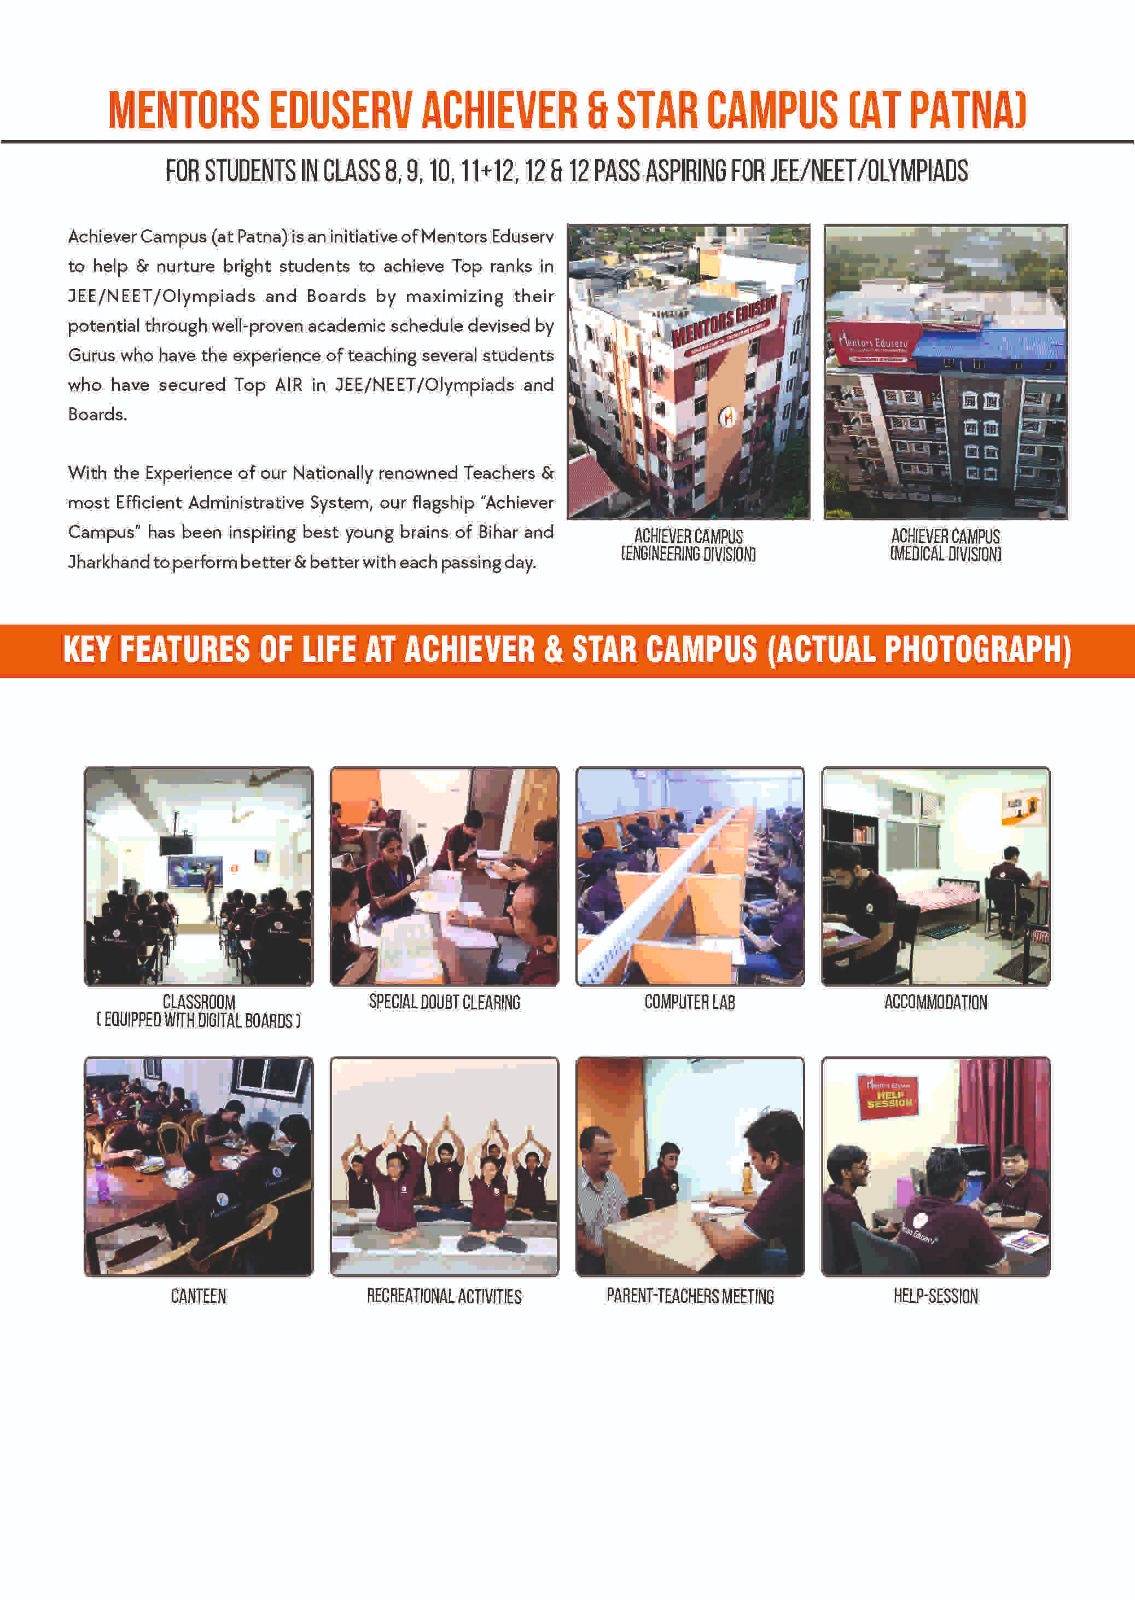 MENTORS EDUSERV ACHIEVER & STAR CAMPUS (AT PATNA)
FOR STUDENTS IN CLASS 8, 9, 10, 11+12, 12 & 12 PASS ASPIRING FOR JEE/NEET/OLYMPIADS
Achiever Campus (at Patna) is an initiative of Mentors Eduserv
to help & nurture bright students to achieve Top ranks in
JEE/NEET/Olympiads and Boards by maximizing their
potential through well-proven academic schedule devised by
Gurus who have the experience of teaching several students
who have secured Top AIR in JEE/NEET/Olympiads and
Boards.
With the Experience of our Nationally renowned Teachers &
most Efficient Administrative System, our flagship "Achiever
Campus" has been inspiring best young brains of Bihar and
Jharkhand to perform better & better with each passing day.
MENTORS EDUSERV
Mentors Eduserv
ACHIEVER CAMPUS
(ENGINEERING DIVISION)
ACHIEVER CAMPUS
(MEDICAL DIVISION)
KEY FEATURES OF LIFE AT ACHIEVER & STAR CAMPUS (ACTUAL PHOTOGRAPH)
CLASSROOM
( EQUIPPED WITH DIGITAL BOARDS )
SPECIAL DOUBT CLEARING
COMPUTER LAB
ACCOMMODATION
Mentors Eduserv
HELP
SESSION
CANTEEN
RECREATIONAL ACTIVITIES
PARENT-TEACHERS MEETING
HELP-SESSION